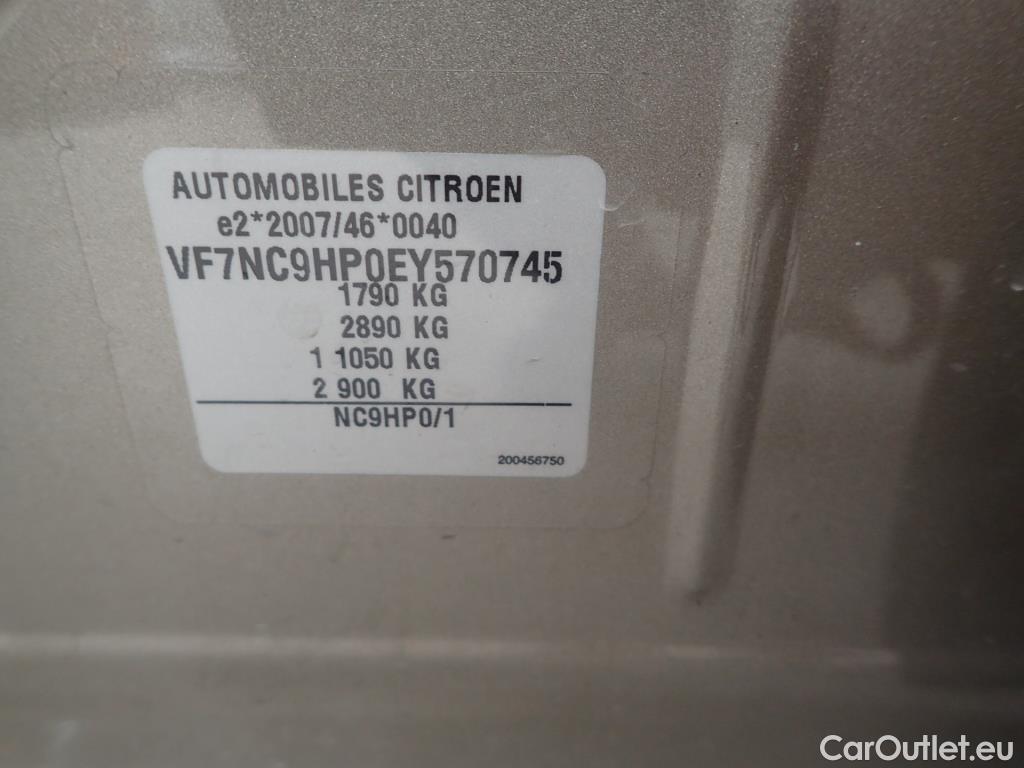 AUTOMOBILES CITROEN
e2*2007/46*0040
VF7NC9HP0EY570745
1790 KG
2890 KG
1 1050 KG
2 900 KG
NC9HP0/1
200456750
CarOutlet.eu